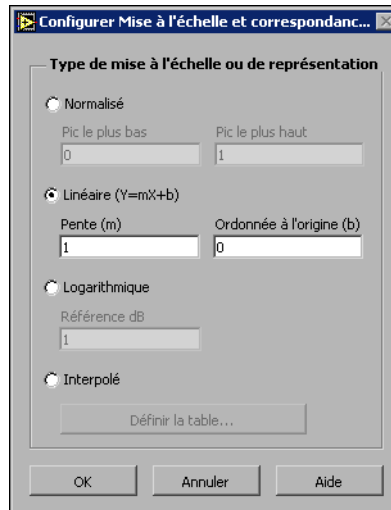 Configurer Mise à l'échelle et correspondanc...
Type de mise à l'échelle ou de représentation
Normalisé
Pic le plus bas Pic le plus haut
0 1
Linéaire (Y=mX+b)
Pente (m) Ordonnée à l'origine (b)
1 0
Logarithmique
Référence dB
1
Interpolé
Définir la table...
OK Annuler Aide